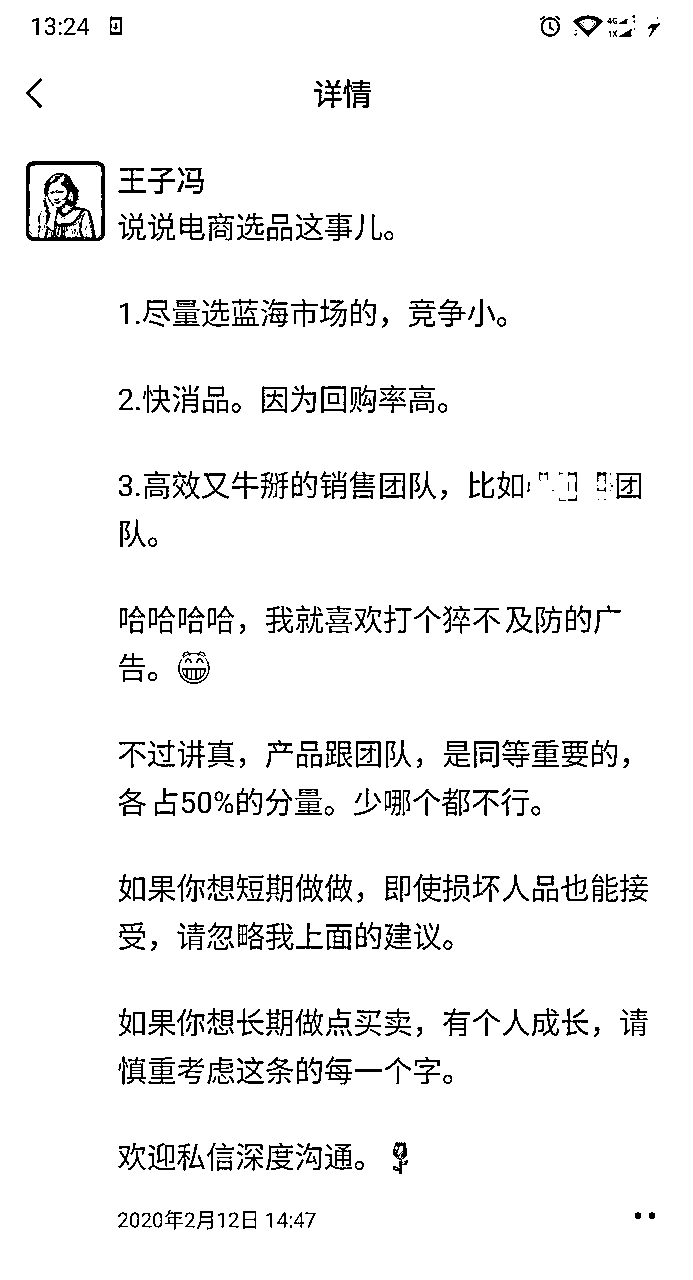 13:24
4G
1X
详情
王子冯
说说电商选品这事儿。
1.尽量选蓝海市场的，竞争小。
2.快消品。因为回购率高。
3.高效又牛掰的销售团队，比如团
队。
哈哈哈哈，我就喜欢打个猝不及防的广
告。😁
不过讲真，产品跟团队，是同等重要的，
各占50%的分量。少哪个都不行。
如果你想短期做做，即使损坏人品也能接
受，请忽略我上面的建议。
如果你想长期做点买卖，有个人成长，请
慎重考虑这条的每一个字。
欢迎私信深度沟通。🌹
2020年2月12日 14:47